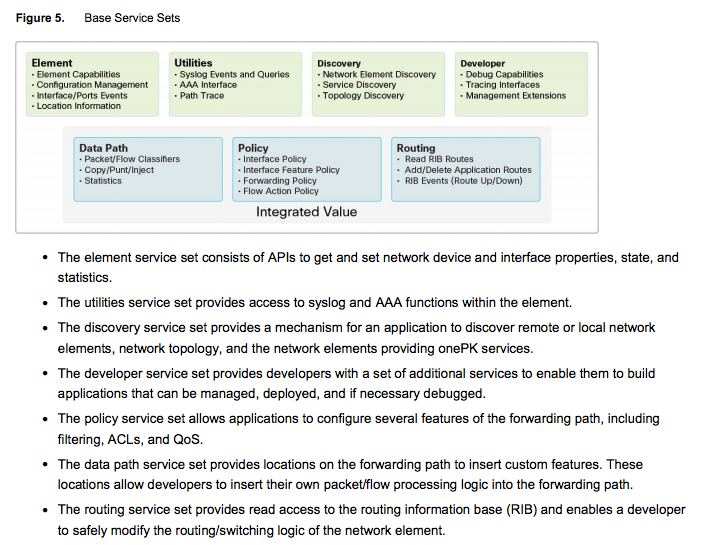 Figure 5. Base Service Sets
Element
• Element Capabilities
• Configuration Management
• Interface/Ports Events
• Location Information
Utilities
• Syslog Events and Queries
• AAA Interface
• Path Trace
Discovery
• Network Element Discovery
• Service Discovery
• Topology Discovery
Developer
• Debug Capabilities
• Tracing Interfaces
• Management Extensions
Data Path
• Packet/Flow Classifiers
• Copy/Punt/Inject
• Statistics
Policy
• Interface Policy
• Interface Feature Policy
• Forwarding Policy
• Flow Action Policy
Routing
• Read RIB Routes
• Add/Delete Application Routes
• RIB Events (Route Up/Down)
Integrated Value
• The element service set consists of APIs to get and set network device and interface properties, state, and
statistics.
• The utilities service set provides access to syslog and AAA functions within the element.
• The discovery service set provides a mechanism for an application to discover remote or local network
elements, network topology, and the network elements providing onePK services.
• The developer service set provides developers with a set of additional services to enable them to build
applications that can be managed, deployed, and if necessary debugged.
• The policy service set allows applications to configure several features of the forwarding path, including
filtering, ACLs, and QoS.
• The data path service set provides locations on the forwarding path to insert custom features. These
locations allow developers to insert their own packet/flow processing logic into the forwarding path.
• The routing service set provides read access to the routing information base (RIB) and enables a developer
to safely modify the routing/switching logic of the network element.